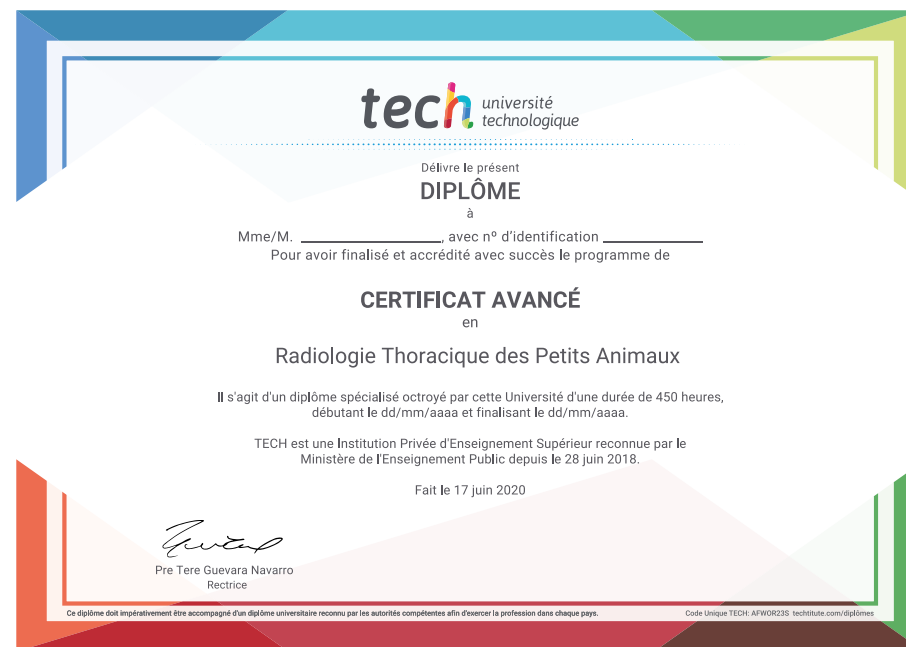 tech université
technologique
Délivre le présent
DIPLÔME
à
Mme/M. ____________________, avec nº d'identification ______________
Pour avoir finalisé et accrédité avec succès le programme de
CERTIFICAT AVANCÉ
en
Radiologie Thoracique des Petits Animaux
Il s'agit d'un diplôme spécialisé octroyé par cette Université d'une durée de 450 heures,
débutant le dd/mm/aaaa et finalisant le dd/mm/aaaa.
TECH est une Institution Privée d'Enseignement Supérieur reconnue par le
Ministère de l'Enseignement Public depuis le 28 juin 2018.
Fait le 17 juin 2020
Pre Tere Guevara Navarro
Rectrice
Ce diplôme doit impérativement être accompagné d'un diplôme universitaire reconnu par les autorités compétentes afin d'exercer la profession dans chaque pays.
Code Unique TECH: AFWOR23S techtitute.com/diplômes